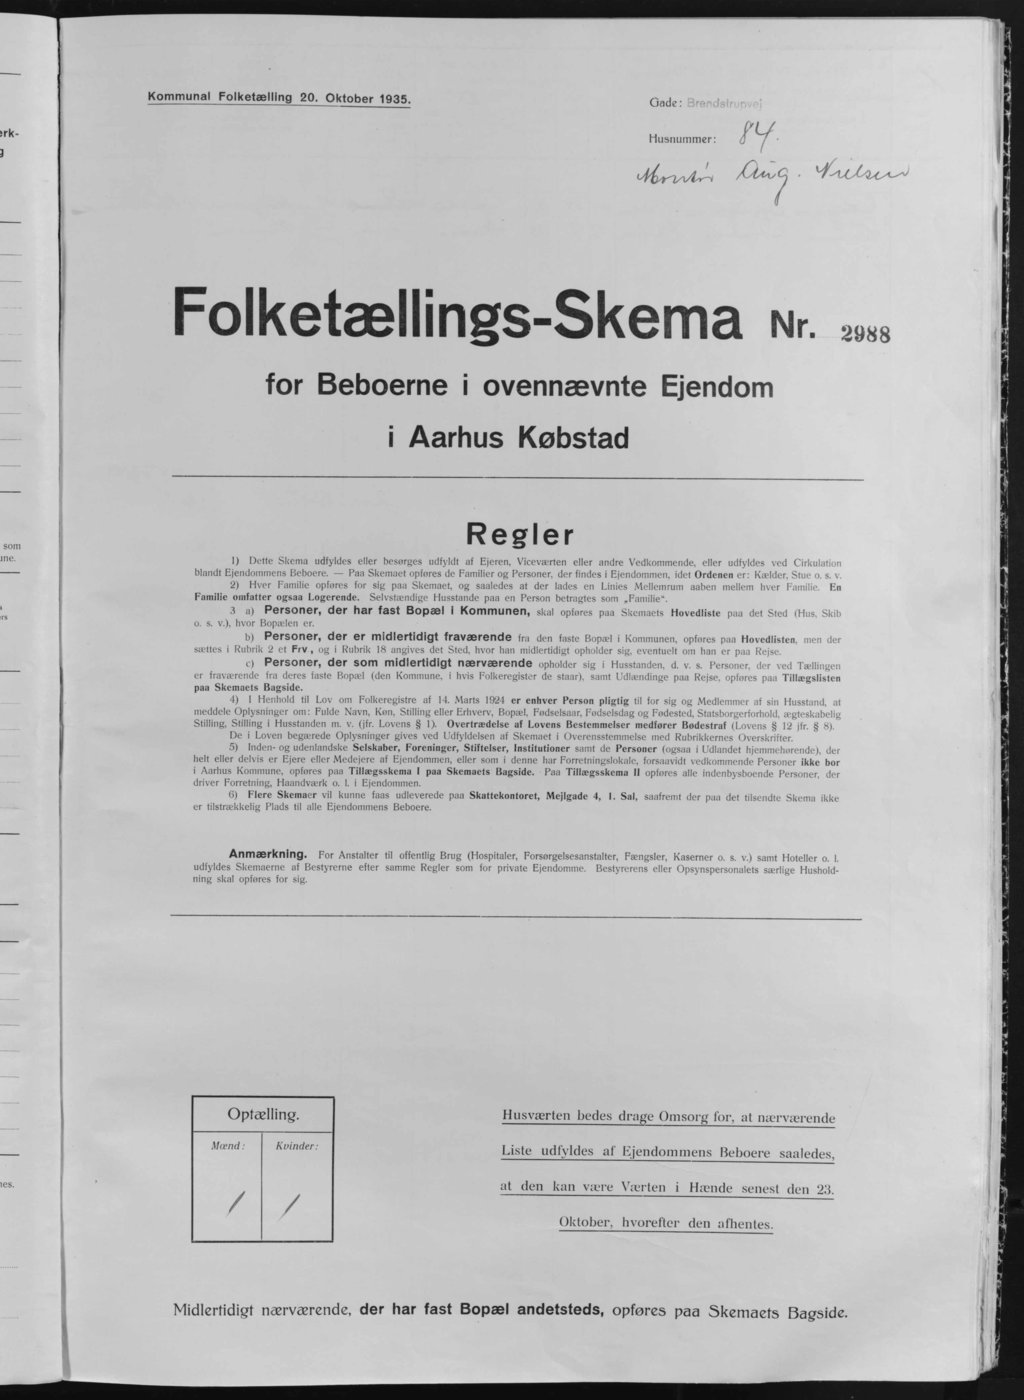 Kommunal Folketælling 20. Oktober 1935.
Gade: Brendstrupvej
Husnummer: 84.
Montør Aug. Nielsen
Folketællings-Skema Nr. 2988
for Beboerne i ovennævnte Ejendom
i Aarhus Købstad
Regler
1) Dette Skema udfyldes eller besørges udfyldt af Ejeren, Viceværten eller andre Vedkommende, eller udfyldes ved Cirkulation
blandt Ejendommens Beboere. — Paa Skemaet opføres de Familier og Personer, der findes i Ejendommen, idet Ordenen er: Kælder, Stue o. s. v.
2) Hver Familie opføres for sig paa Skemaet, og saaledes at der lades en Linies Mellemrum aaben mellem hver Familie. En
Familie omfatter ogsaa Logerende. Selvstændige Husstande paa en Person betragtes som „Familie“.
3 a) Personer, der har fast Bopæl i Kommunen, skal opføres paa Skemaets Hovedliste paa det Sted (Hus, Skib
o. s. v.), hvor Bopælen er.
b) Personer, der er midlertidigt fraværende fra den faste Bopæl i Kommunen, opføres paa Hovedlisten, men der
sættes i Rubrik 2 et Frv, og i Rubrik 18 angives det Sted, hvor han midlertidigt opholder sig, eventuelt om han er paa Rejse.
c) Personer, der som midlertidigt nærværende opholder sig i Husstanden, d. v. s. Personer, der ved Tællingen
er fraværende fra deres faste Bopæl (den Kommune, i hvis Folkeregister de staar), samt Udlændinge paa Rejse, opføres paa Tillægslisten
paa Skemaets Bagside.
4) I Henhold til Lov om Folkeregistre af 14. Marts 1924 er enhver Person pligtig til for sig og Medlemmer af sin Husstand, at
meddele Oplysninger om: Fulde Navn, Køn, Stilling eller Erhverv, Bopæl, Fødselsaar, Fødselsdag og Fødested, Statsborgerforhold, ægteskabelig
Stilling, Stilling i Husstanden m. v. (jfr. Lovens § 1). Overtrædelse af Lovens Bestemmelser medfører Bødestraf (Lovens § 12 jfr. § 8).
De i Loven begærede Oplysninger gives ved Udfyldelsen af Skemaet i Overensstemmelse med Rubrikkernes Overskrifter.
5) Inden- og udenlandske Selskaber, Foreninger, Stiftelser, Institutioner samt de Personer (ogsaa i Udlandet hjemmehørende), der
helt eller delvis er Ejere eller Medejere af Ejendommen, eller som i denne har Forretningslokale, forsaavidt vedkommende Personer ikke bor
i Aarhus Kommune, opføres paa Tillægsskema I paa Skemaets Bagside. Paa Tillægsskema II opføres alle indenbysboende Personer, der
driver Forretning, Haandværk o. l. i Ejendommen.
6) Flere Skemaer vil kunne faas udleverede paa Skattekontoret, Mejlgade 4, 1. Sal, saafremt der paa det tilsendte Skema ikke
er tilstrækkelig Plads til alle Ejendommens Beboere.
Anmærkning. For Anstalter til offentlig Brug (Hospitaler, Forsørgelsesanstalter, Fængsler, Kaserner o. s. v.) samt Hoteller o. l.
udfyldes Skemaerne af Bestyrerne efter samme Regler som for private Ejendomme. Bestyrerens eller Opsynspersonalets særlige Hushold-
ning skal opføres for sig.
Optælling.
Mænd: Kvinder:
1 1
Husværten bedes drage Omsorg for, at nærværende
Liste udfyldes af Ejendommens Beboere saaledes,
at den kan være Værten i Hænde senest den 23.
Oktober, hvorefter den afhentes.
Midlertidigt nærværende, der har fast Bopæl andetsteds, opføres paa Skemaets Bagside.